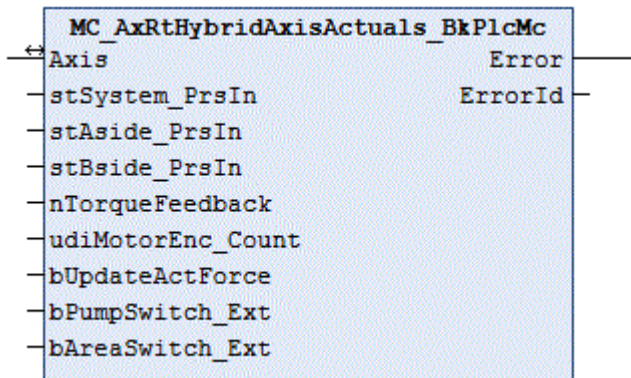 MC_AxRtHybridAxisActuals_BkPlcMc
Axis Error
stSystem_PrsIn ErrorId
stAside_PrsIn
stBside_PrsIn
nTorqueFeedback
udiMotorEnc_Count
bUpdateActForce
bPumpSwitch_Ext
bAreaSwitch_Ext